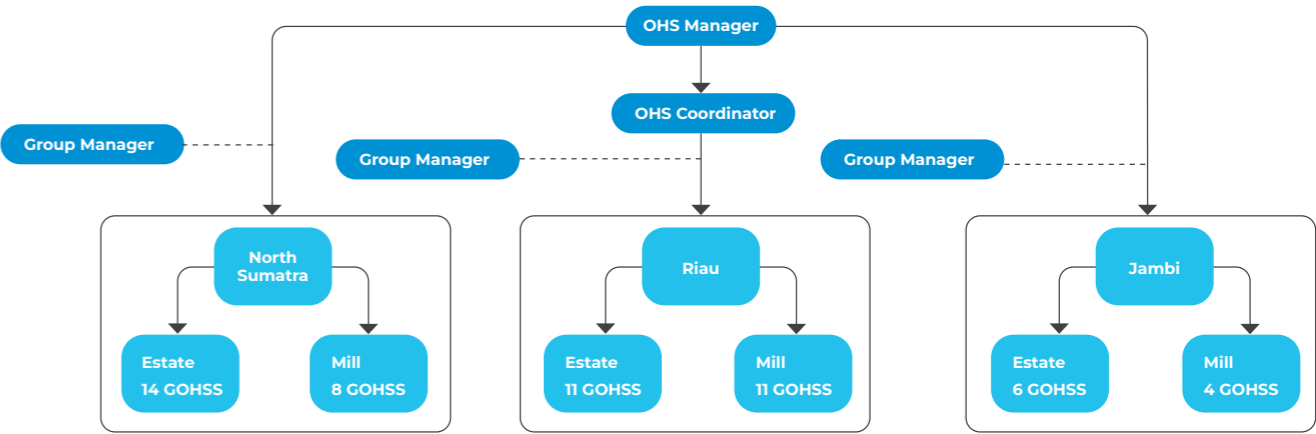 OHS Manager
OHS Coordinator
Group Manager
Group Manager
Group Manager
North
Sumatra
Estate
14 GOHSS
Mill
8 GOHSS
Riau
Estate
11 GOHSS
Mill
11 GOHSS
Jambi
Estate
6 GOHSS
Mill
4 GOHSS